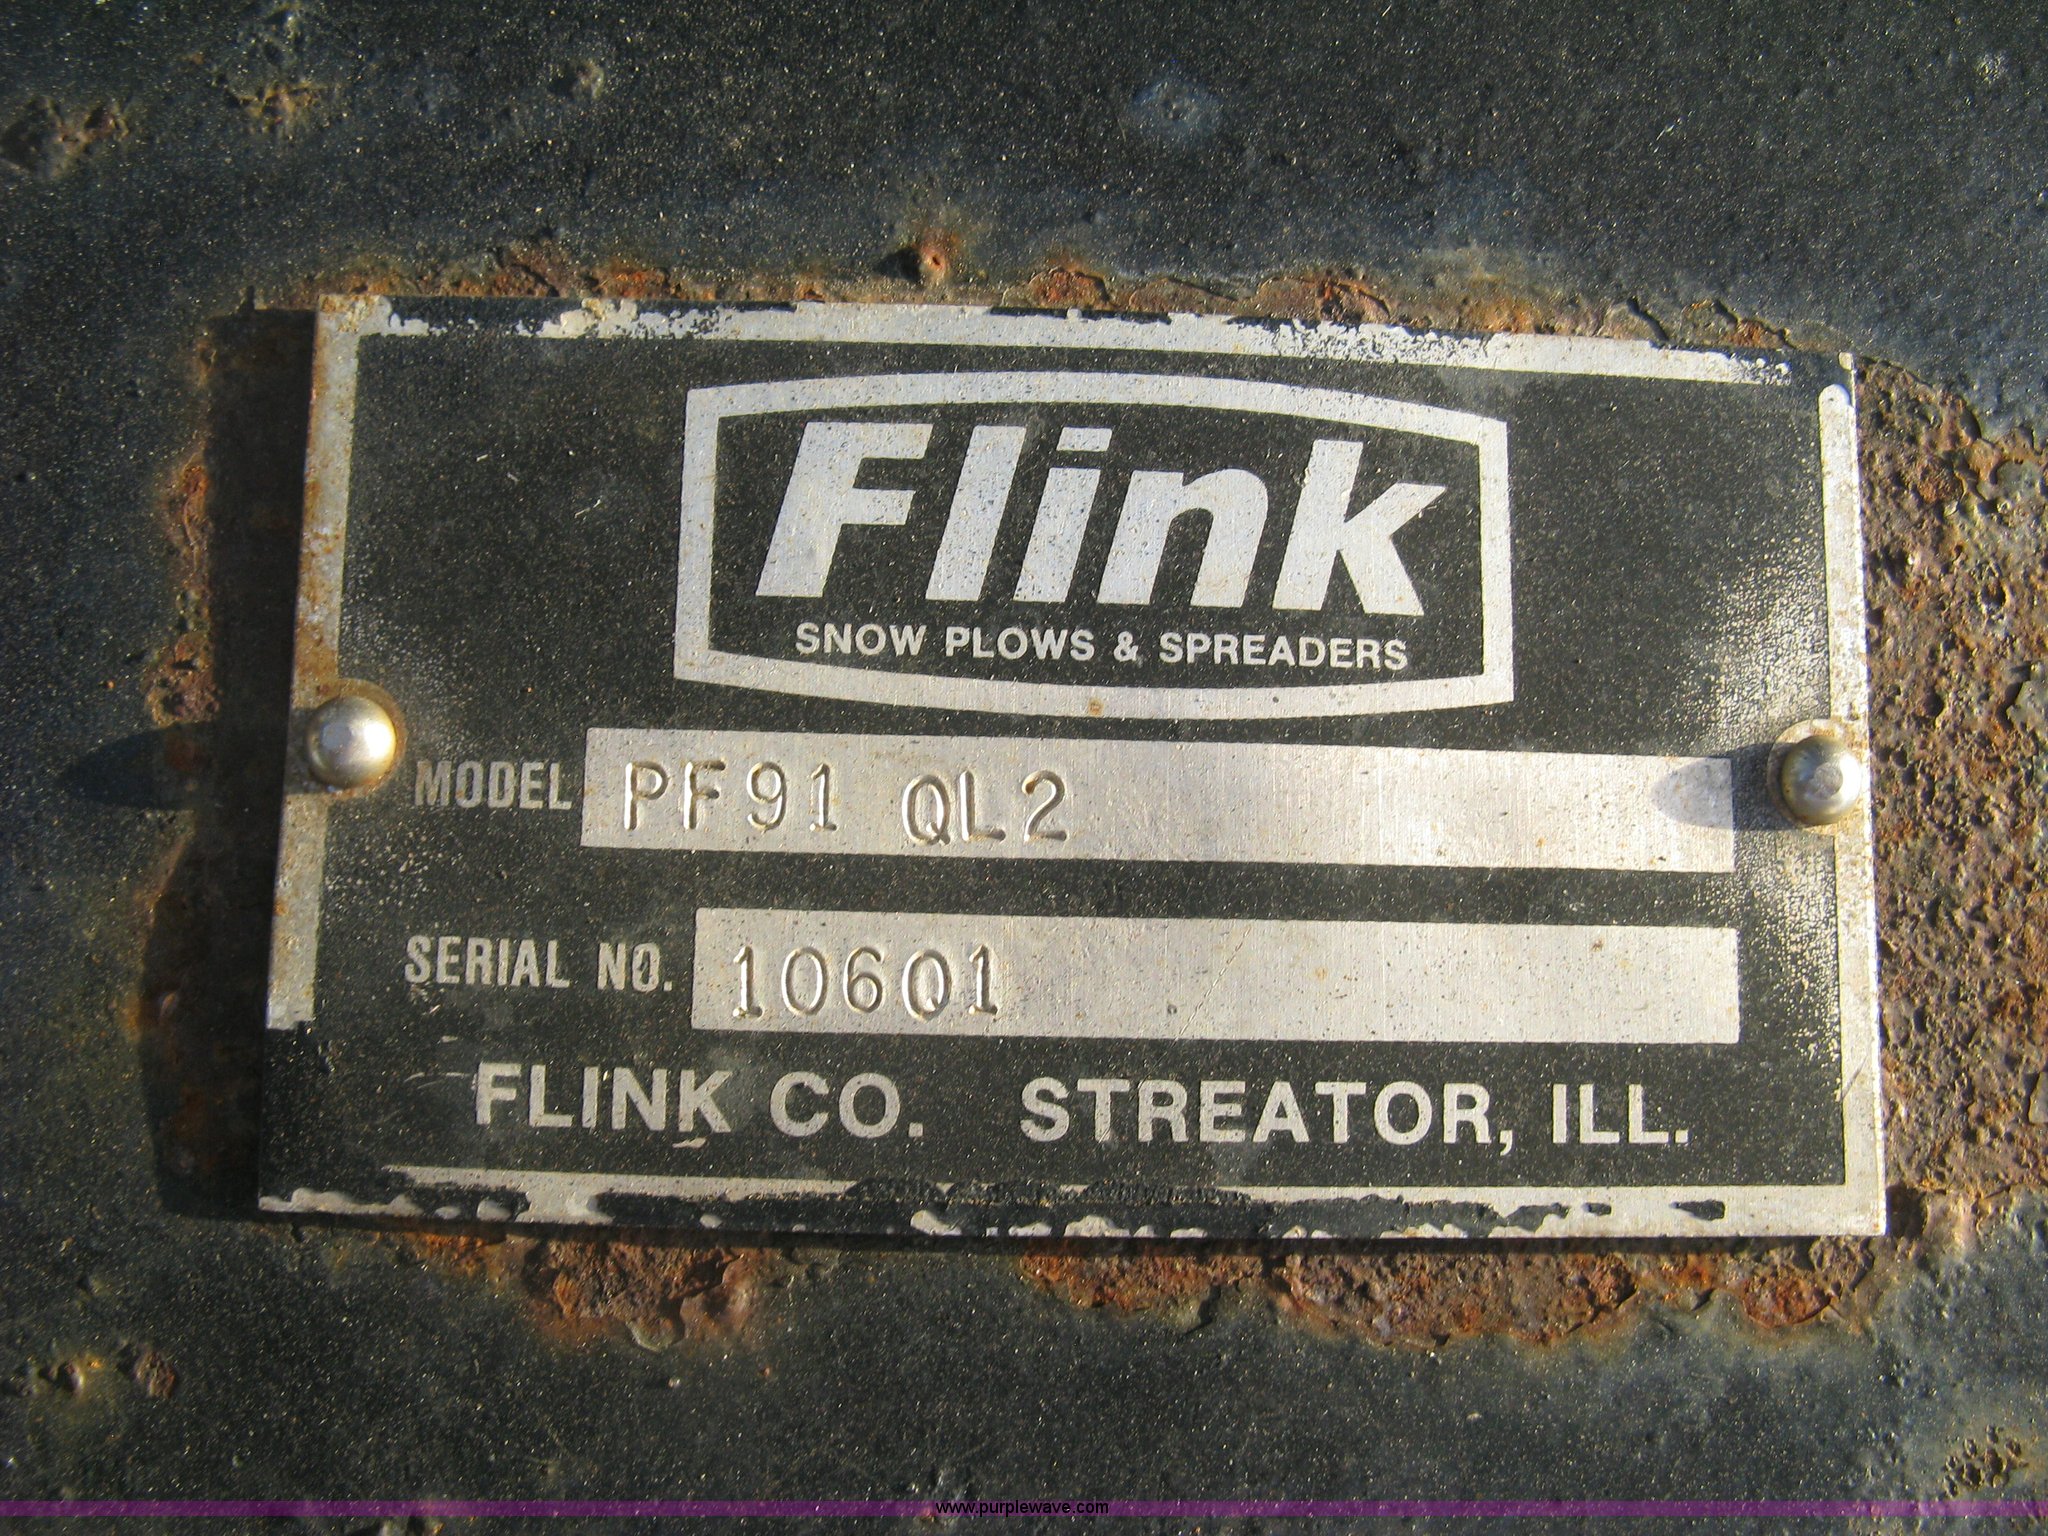 Flink
SNOW PLOWS & SPREADERS
MODEL PF91 QL2
SERIAL NO. 10601
FLINK CO. STREATOR, ILL.
www.purplewave.com